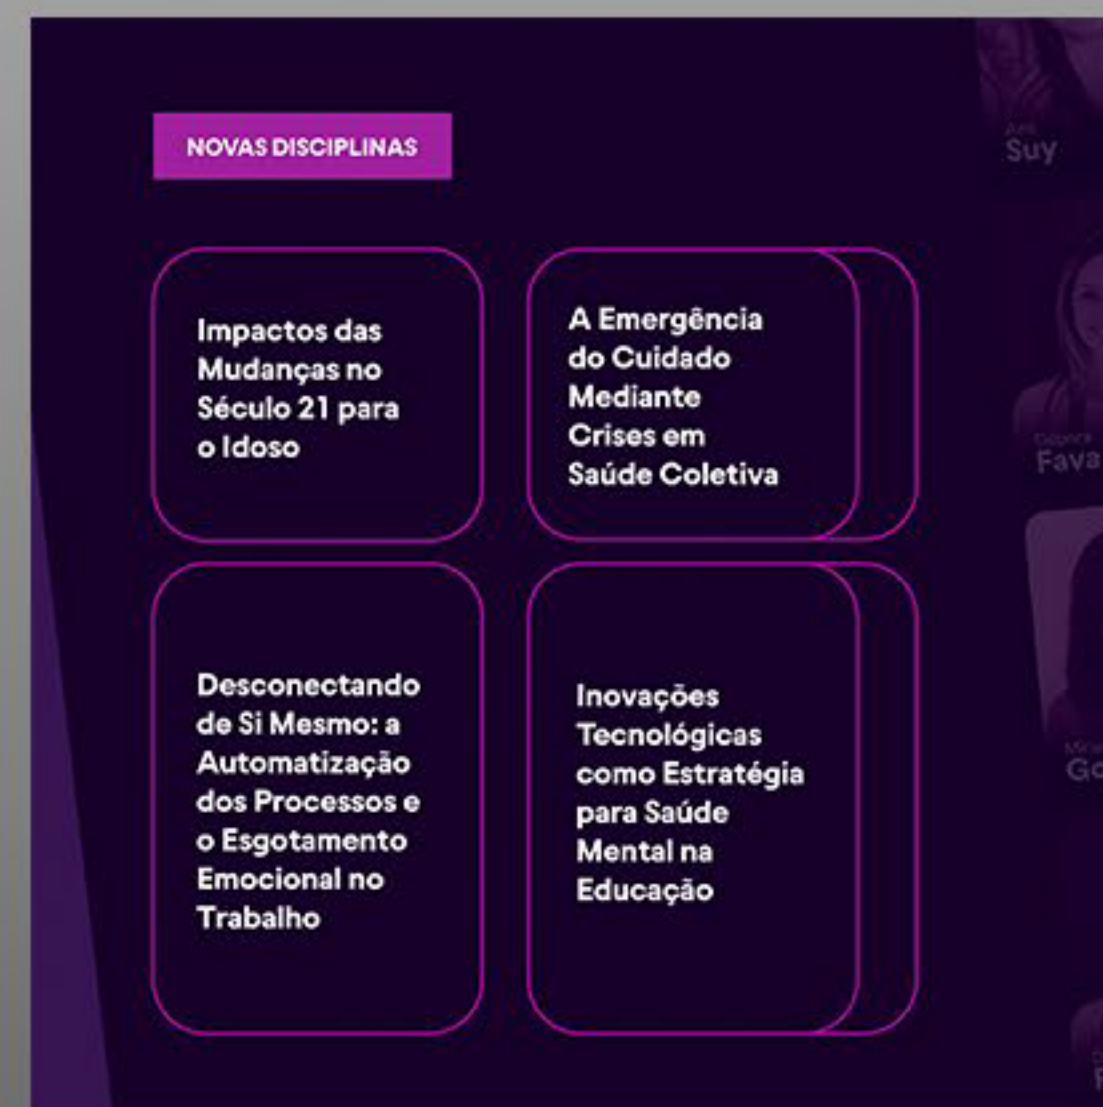 NOVAS DISCIPLINAS
Impactos das
Mudanças no
Século 21 para
o Idoso
A Emergência
do Cuidado
Mediante
Crises em
Saúde Coletiva
Desconectando
de Si Mesmo: a
Automatização
dos Processos e
o Esgotamento
Emocional no
Trabalho
Inovações
Tecnológicas
como Estratégia
para Saúde
Mental na
Educação
Ana
Suy
Fava